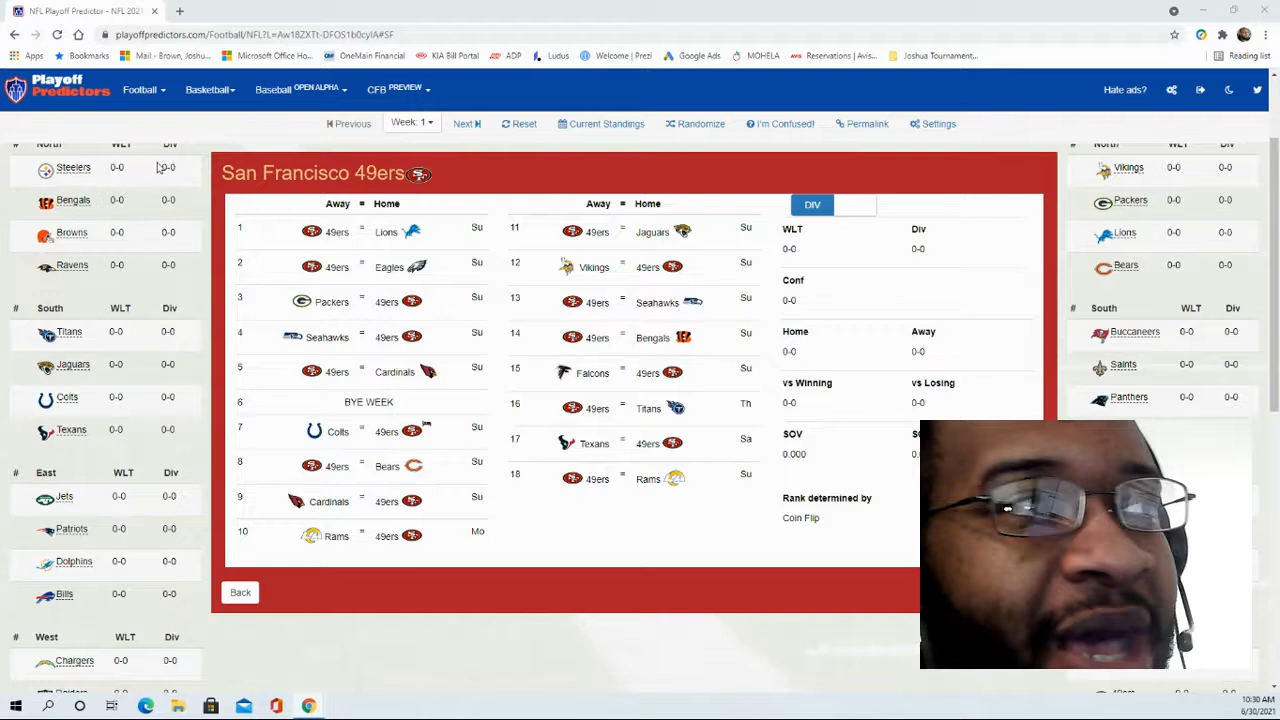 NFL Playoff Predictor - NFL 2021
playoffpredictors.com/Football/NFL?L=Aw18ZXTt-DFOS1b0cyIA#SF
Apps Bookmarks Mail - Brown, Joshua... Microsoft Office Ho... OneMain Financial KIA Bill Portal ADP Ludus Welcome | Prezi Google Ads MOHELA Reservations | Avis... Joshua Tournament... Reading list
Playoff Predictors Football Basketball Baseball OPEN ALPHA CFB PREVIEW Hate ads?
Previous Week: 1 Next Reset Current Standings Randomize I'm Confused! Permalink Settings
# North WLT Div
Steelers 0-0 0-0
Bengals 0-0 0-0
Browns 0-0 0-0
Ravens 0-0 0-0
# South WLT Div
Titans 0-0 0-0
Jaguars 0-0 0-0
Colts 0-0 0-0
Texans 0-0 0-0
# East WLT Div
Jets 0-0 0-0
Patriots 0-0 0-0
Dolphins 0-0 0-0
Bills 0-0 0-0
# West WLT Div
Chargers 0-0 0-0
San Francisco 49ers
Away = Home
1 49ers = Lions Su
2 49ers = Eagles Su
3 Packers = 49ers Su
4 Seahawks = 49ers Su
5 49ers = Cardinals Su
6 BYE WEEK
7 Colts = 49ers Su
8 49ers = Bears Su
9 Cardinals = 49ers Su
10 Rams = 49ers Mo
Away = Home
11 49ers = Jaguars Su
12 Vikings = 49ers Su
13 49ers = Seahawks Su
14 49ers = Bengals Su
15 Falcons = 49ers Su
16 49ers = Titans Th
17 Texans = 49ers Sa
18 49ers = Rams Su
DIV
WLT Div
0-0 0-0
Conf
0-0
Home Away
0-0 0-0
vs Winning vs Losing
0-0 0-0
SOV
0.000
Rank determined by
Coin Flip
Back
# North WLT Div
Vikings 0-0 0-0
Packers 0-0 0-0
Lions 0-0 0-0
Bears 0-0 0-0
# South WLT Div
Buccaneers 0-0 0-0
Saints 0-0 0-0
Panthers 0-0 0-0
10:30 AM
6/30/2021